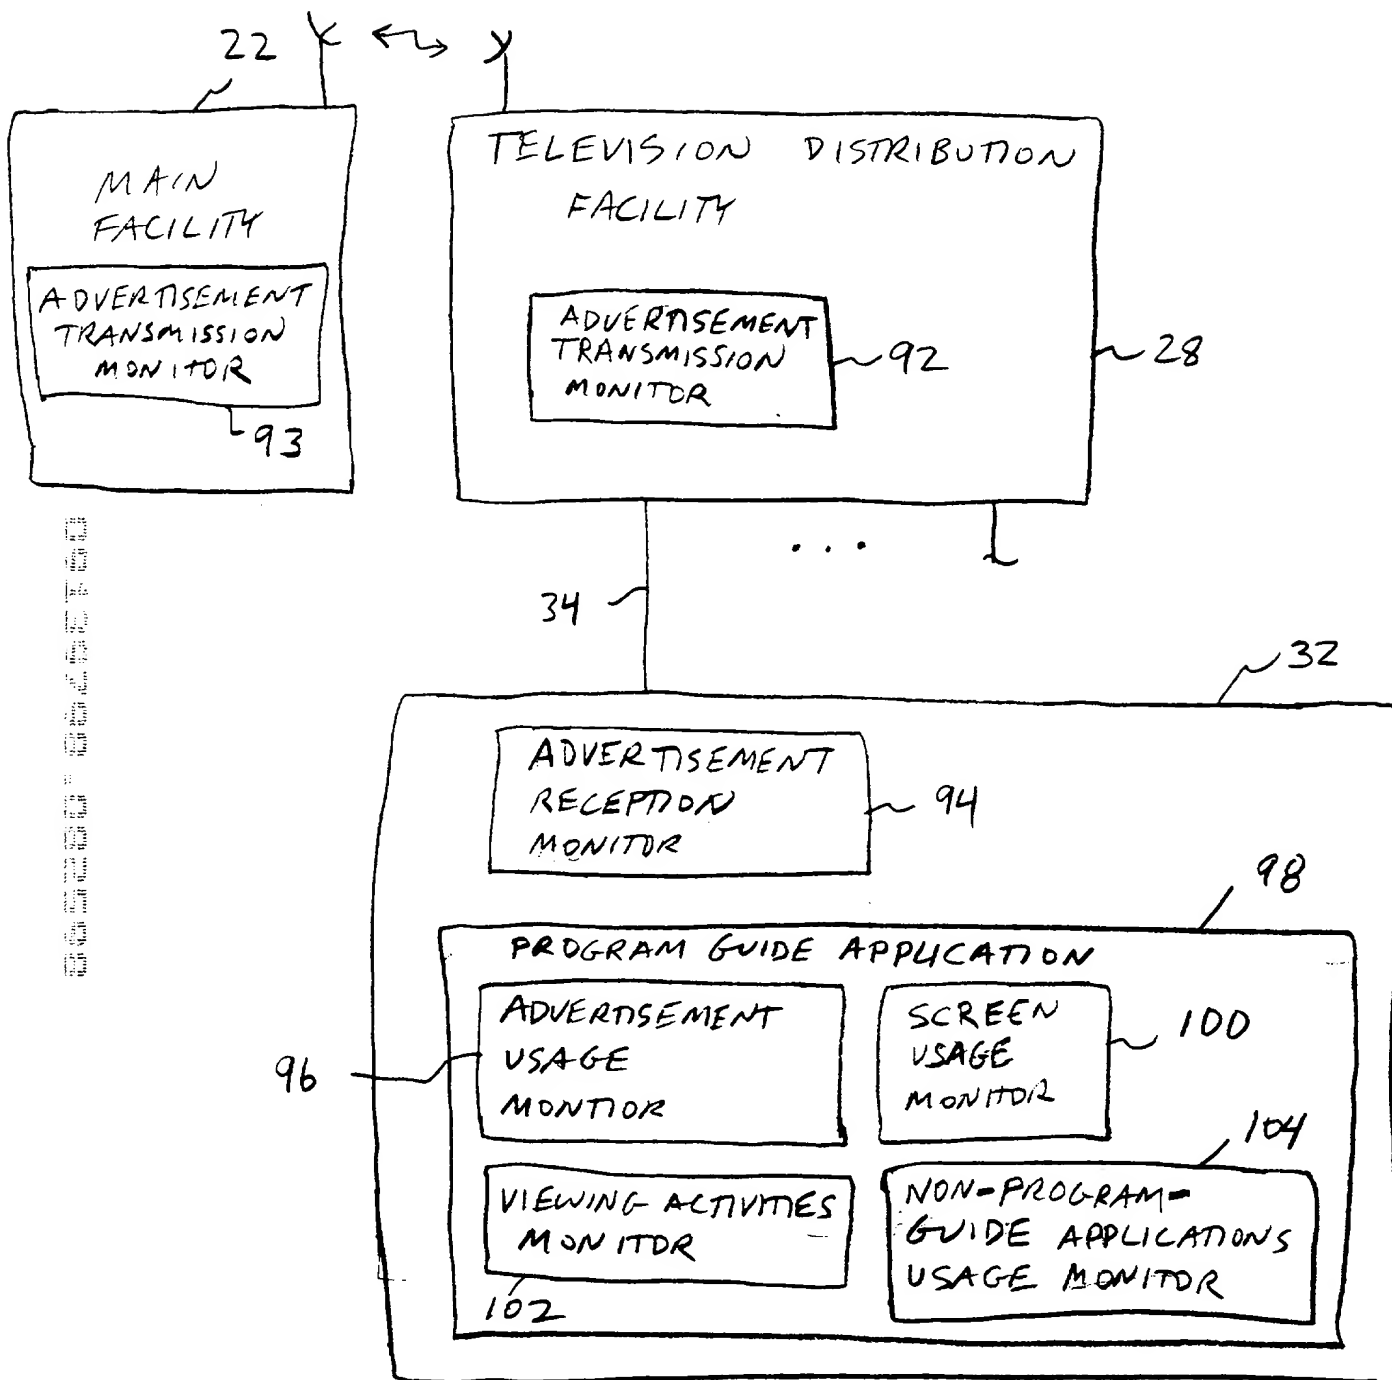 22
MAIN
FACILITY
ADVERTISEMENT
TRANSMISSION
MONITOR
93
TELEVISION DISTRIBUTION
FACILITY
ADVERTISEMENT
TRANSMISSION
MONITOR
92
28
...
34
32
ADVERTISEMENT
RECEPTION
MONITOR
94
98
PROGRAM GUIDE APPLICATION
ADVERTISEMENT
USAGE
MONTIOR
96
SCREEN
USAGE
MONITOR
100
VIEWING ACTIVITIES
MONITOR
102
104
NON-PROGRAM-
GUIDE APPLICATIONS
USAGE MONITOR